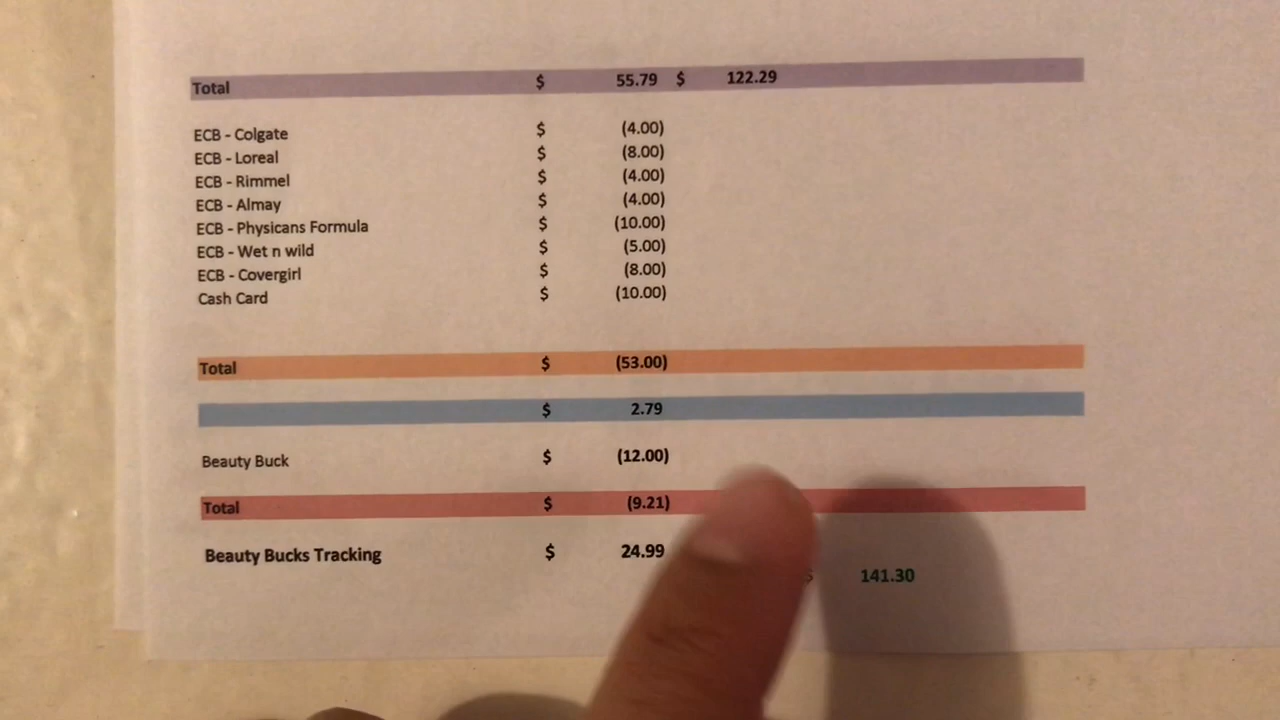 Total $ 55.79 $ 122.29
ECB - Colgate $ (4.00)
ECB - Loreal $ (8.00)
ECB - Rimmel $ (4.00)
ECB - Almay $ (4.00)
ECB - Physicans Formula $ (10.00)
ECB - Wet n wild $ (5.00)
ECB - Covergirl $ (8.00)
Cash Card $ (10.00)
Total $ (53.00)
$ 2.79
Beauty Buck $ (12.00)
Total $ (9.21)
Beauty Bucks Tracking $ 24.99
$ 141.30